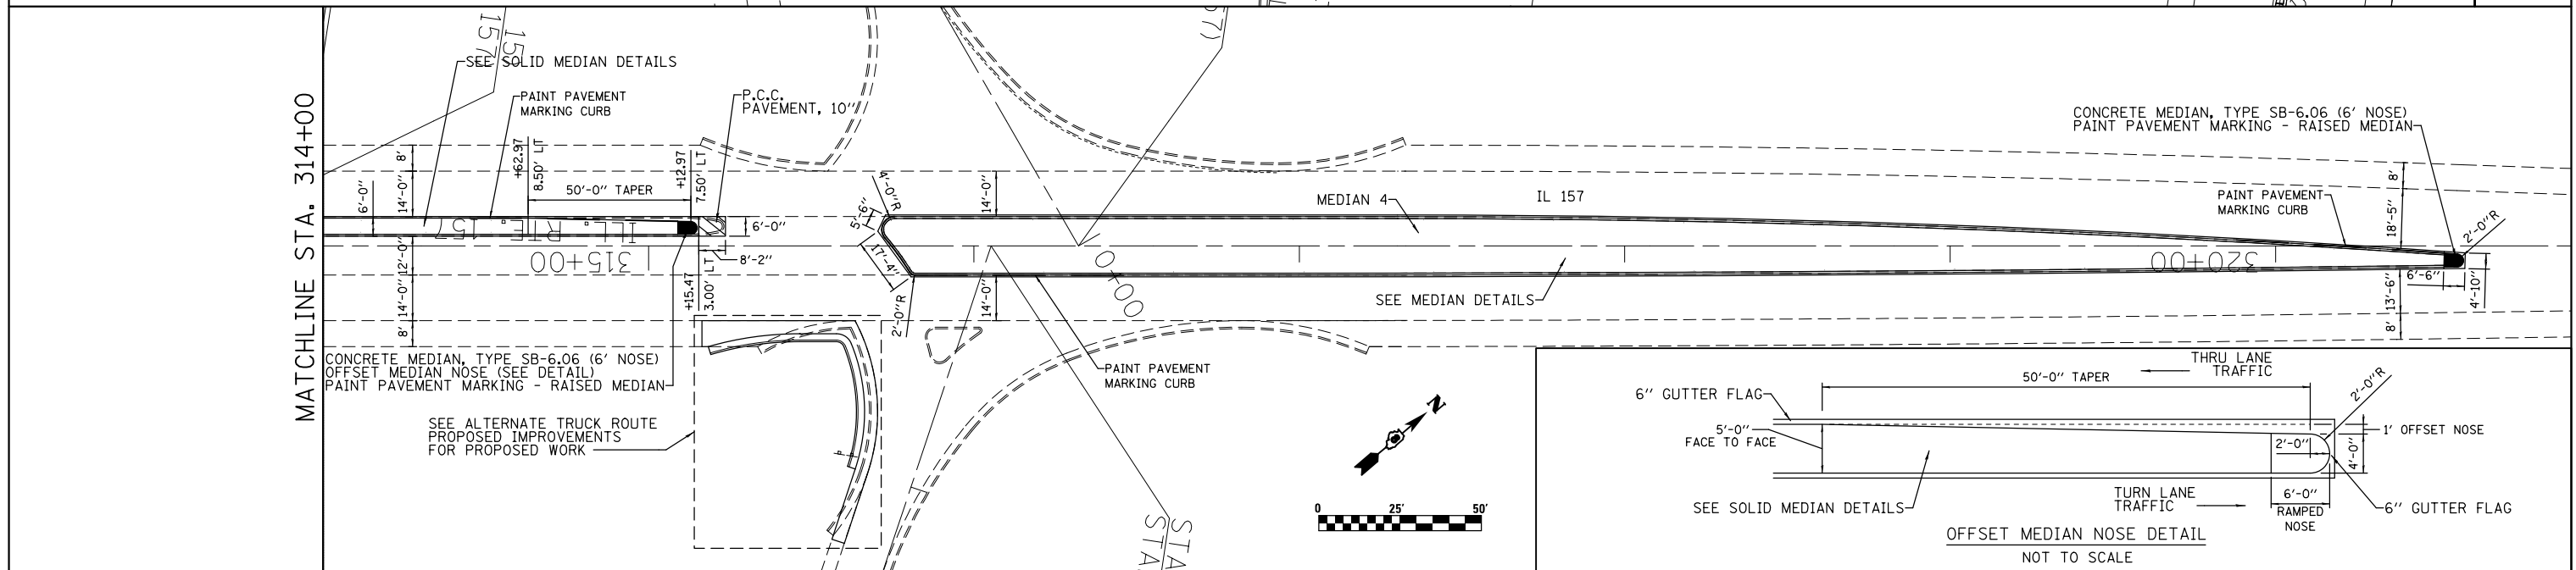 MATCHLINE STA. 314+00
157
SEE SOLID MEDIAN DETAILS
PAINT PAVEMENT
MARKING CURB
P.C.C.
PAVEMENT, 10"
+62.97
8.50' LT
50'-0" TAPER
+12.97
7.50' LT
8'
14'-0"
6'-0"
12'-0"
14'-0"
8'
ILL. RTE. 157
315+00
6'-0"
8'-2"
+15.47
3.00' LT
CONCRETE MEDIAN, TYPE SB-6.06 (6' NOSE)
OFFSET MEDIAN NOSE (SEE DETAIL)
PAINT PAVEMENT MARKING - RAISED MEDIAN
SEE ALTERNATE TRUCK ROUTE
PROPOSED IMPROVEMENTS
FOR PROPOSED WORK
4'-0"R
5'-6"
17'-4"
2'-0"R
14'-0"
14'-0"
0+00
MEDIAN 4
IL 157
SEE MEDIAN DETAILS
PAINT PAVEMENT
MARKING CURB
STA
STA
N
0 25' 50'
CONCRETE MEDIAN, TYPE SB-6.06 (6' NOSE)
PAINT PAVEMENT MARKING - RAISED MEDIAN
PAINT PAVEMENT
MARKING CURB
8'
18'-5"
2'-0"R
320+00
6'-6"
4'-10"
13'-6"
8'
THRU LANE
TRAFFIC
50'-0" TAPER
6" GUTTER FLAG
2'-0"R
5'-0"
FACE TO FACE
1' OFFSET NOSE
2'-0"
4'-0"
SEE SOLID MEDIAN DETAILS
TURN LANE
TRAFFIC
6'-0"
RAMPED
NOSE
6" GUTTER FLAG
OFFSET MEDIAN NOSE DETAIL
NOT TO SCALE